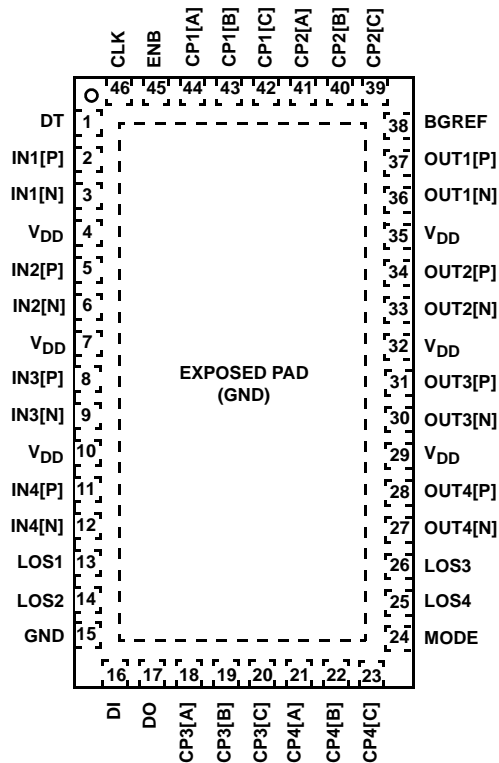 CLK
ENB
CP1[A]
CP1[B]
CP1[C]
CP2[A]
CP2[B]
CP2[C]
46
45
44
43
42
41
40
39
DT 1
IN1[P] 2
IN1[N] 3
VDD 4
IN2[P] 5
IN2[N] 6
VDD 7
IN3[P] 8
IN3[N] 9
VDD 10
IN4[P] 11
IN4[N] 12
LOS1 13
LOS2 14
GND 15
EXPOSED PAD
(GND)
38 BGREF
37 OUT1[P]
36 OUT1[N]
35 VDD
34 OUT2[P]
33 OUT2[N]
32 VDD
31 OUT3[P]
30 OUT3[N]
29 VDD
28 OUT4[P]
27 OUT4[N]
26 LOS3
25 LOS4
24 MODE
16
17
18
19
20
21
22
23
DI
DO
CP3[A]
CP3[B]
CP3[C]
CP4[A]
CP4[B]
CP4[C]